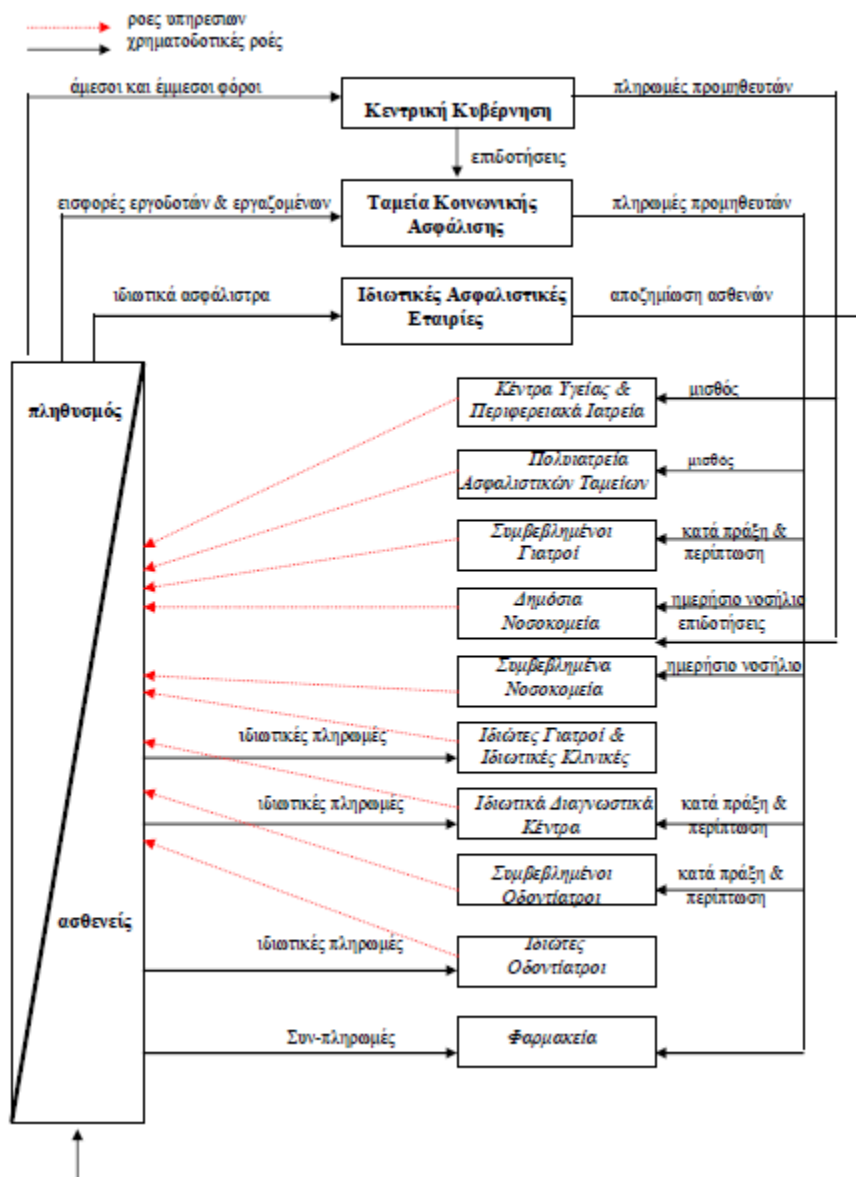 ροές υπηρεσιών
χρηματοδοτικές ροές
άμεσοι και έμμεσοι φόροι
Κεντρική Κυβέρνηση
πληρωμές προμηθευτών
επιδοτήσεις
εισφορές εργοδοτών & εργαζομένων
Ταμεία Κοινωνικής
Ασφάλισης
πληρωμές προμηθευτών
ιδιωτικά ασφάλιστρα
Ιδιωτικές Ασφαλιστικές
Εταιρίες
αποζημίωση ασθενών
πληθυσμός
Κέντρα Υγείας &
Περιφερειακά Ιατρεία
μισθός
Πολυιατρεία
Ασφαλιστικών Ταμείων
μισθός
Συμβεβλημένοι
Γιατροί
κατά πράξη &
περίπτωση
Δημόσια
Νοσοκομεία
ημερήσιο νοσήλιο
επιδοτήσεις
Συμβεβλημένα
Νοσοκομεία
ημερήσιο νοσήλιο
ιδιωτικές πληρωμές
Ιδιώτες Γιατροί &
Ιδιωτικές Κλινικές
ιδιωτικές πληρωμές
Ιδιωτικά Διαγνωστικά
Κέντρα
κατά πράξη &
περίπτωση
Συμβεβλημένοι
Οδοντίατροι
κατά πράξη &
περίπτωση
ασθενείς
ιδιωτικές πληρωμές
Ιδιώτες
Οδοντίατροι
Συν-πληρωμές
Φαρμακεία